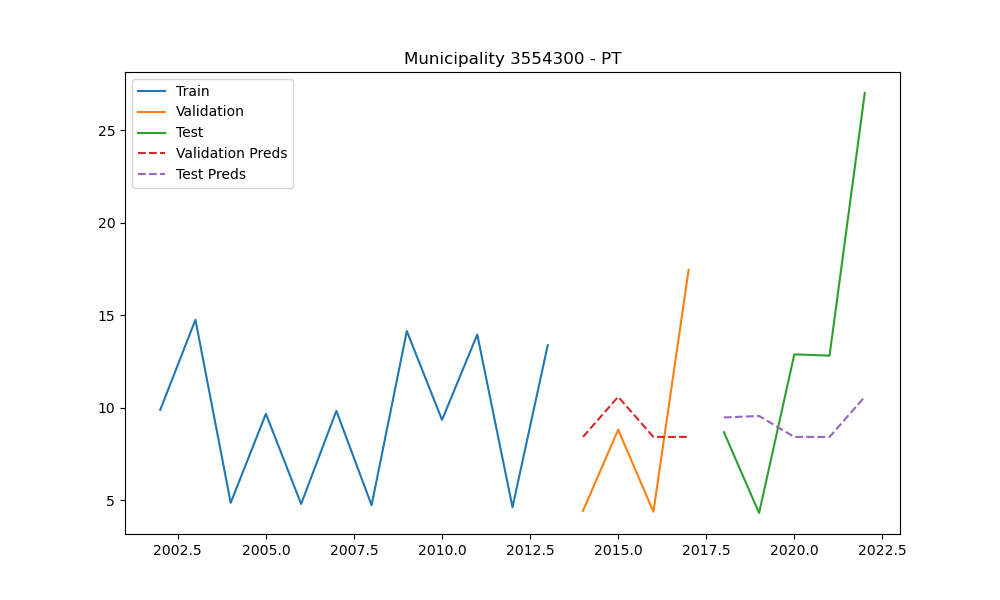 Municipality 3554300 - PT
Train
Validation
Test
Validation Preds
Test Preds
25
20
15
10
5
2002.5 2005.0 2007.5 2010.0 2012.5 2015.0 2017.5 2020.0 2022.5